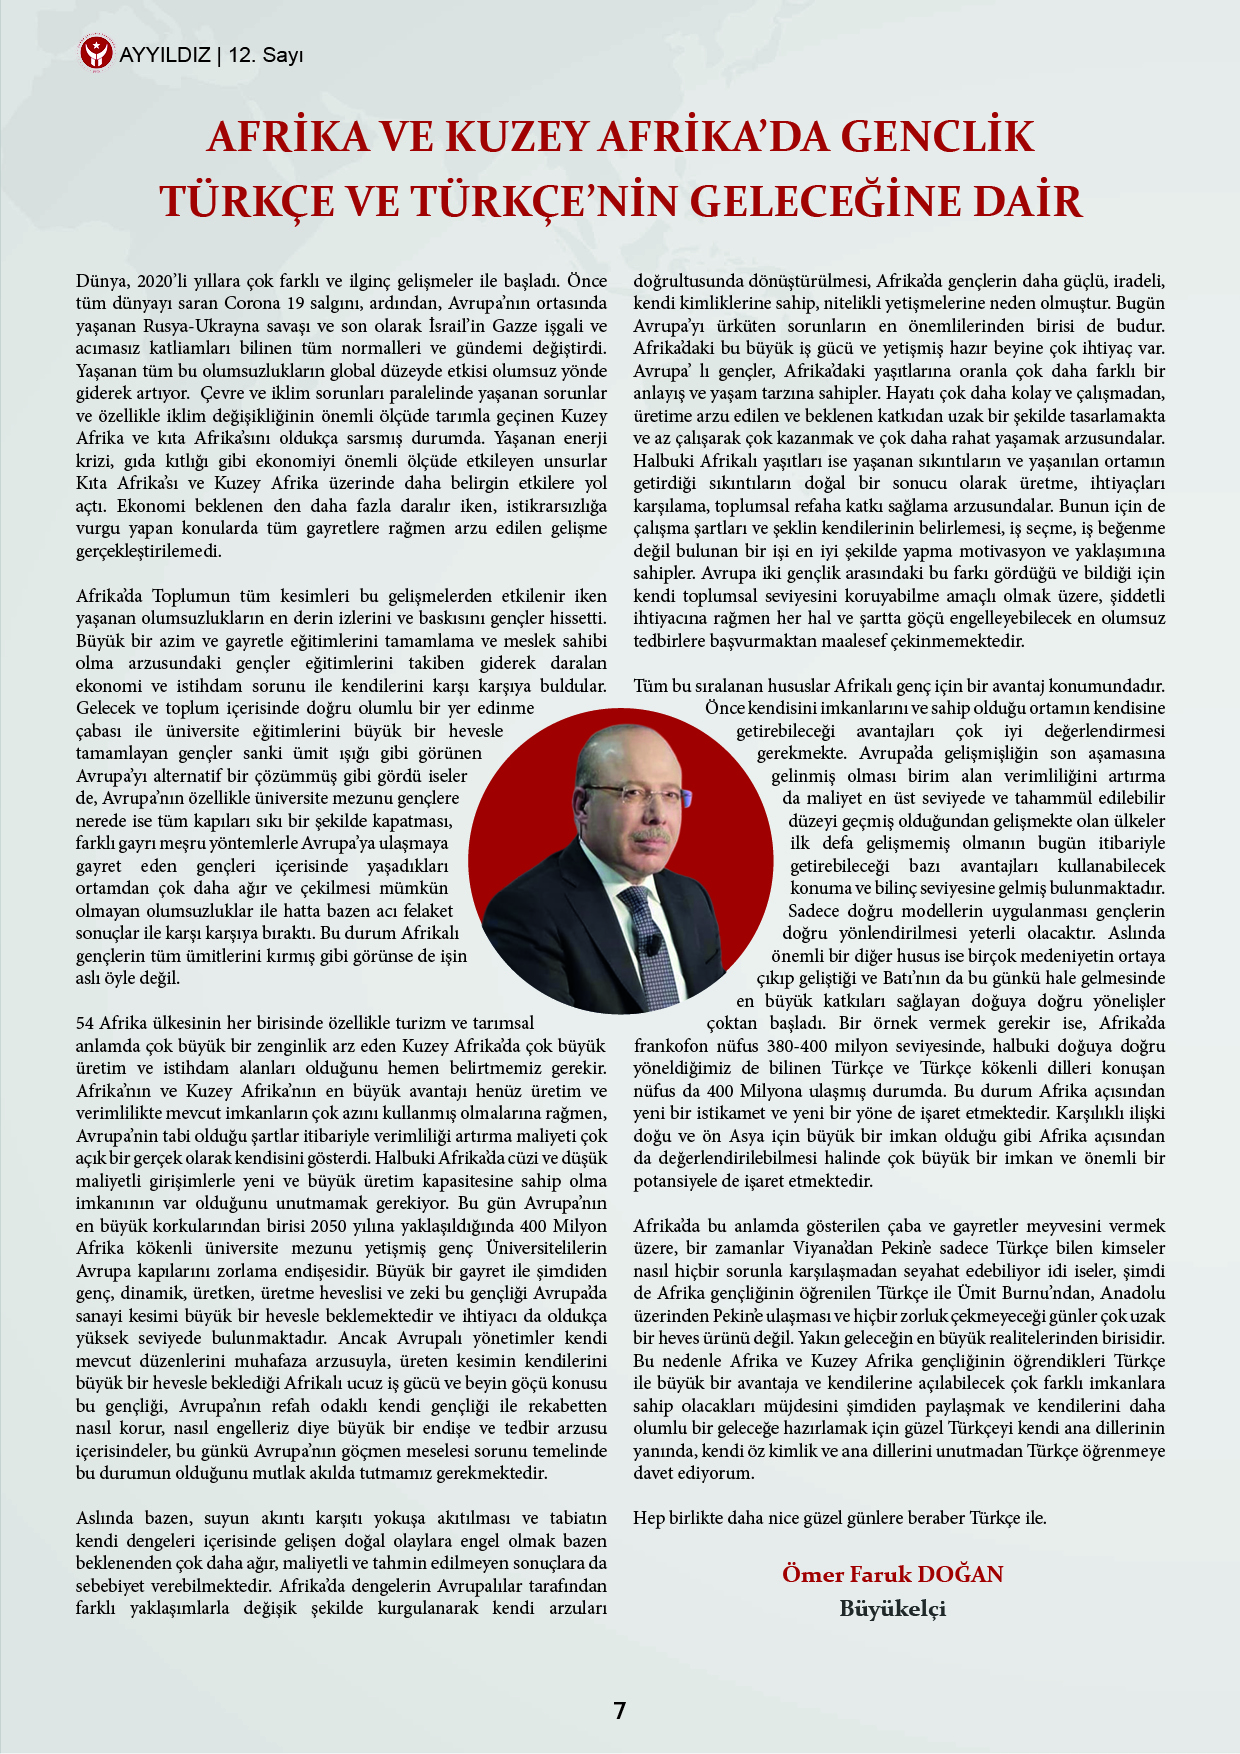 AYYILDIZ | 12. Sayı
AFRİKA VE KUZEY AFRİKA’DA GENCLİK
TÜRKÇE VE TÜRKÇE’NİN GELECEĞİNE DAİR
Dünya, 2020’li yıllara çok farklı ve ilginç gelişmeler ile başladı. Önce
tüm dünyayı saran Corona 19 salgını, ardından, Avrupa’nın ortasında
yaşanan Rusya-Ukrayna savaşı ve son olarak İsrail’in Gazze işgali ve
acımasız katliamları bilinen tüm normalleri ve gündemi değiştirdi.
Yaşanan tüm bu olumsuzlukların global düzeyde etkisi olumsuz yönde
giderek artıyor. Çevre ve iklim sorunları paralelinde yaşanan sorunlar
ve özellikle iklim değişikliğinin önemli ölçüde tarımla geçinen Kuzey
Afrika ve kıta Afrika’sını oldukça sarsmış durumda. Yaşanan enerji
krizi, gıda kıtlığı gibi ekonomiyi önemli ölçüde etkileyen unsurlar
Kıta Afrika’sı ve Kuzey Afrika üzerinde daha belirgin etkilere yol
açtı. Ekonomi beklenen den daha fazla daralır iken, istikrarsızlığa
vurgu yapan konularda tüm gayretlere rağmen arzu edilen gelişme
gerçekleştirilemedi.
Afrika’da Toplumun tüm kesimleri bu gelişmelerden etkilenir iken
yaşanan olumsuzlukların en derin izlerini ve baskısını gençler hissetti.
Büyük bir azim ve gayretle eğitimlerini tamamlama ve meslek sahibi
olma arzusundaki gençler eğitimlerini takiben giderek daralan
ekonomi ve istihdam sorunu ile kendilerini karşı karşıya buldular.
Gelecek ve toplum içerisinde doğru olumlu bir yer edinme
çabası ile üniversite eğitimlerini büyük bir hevesle
tamamlayan gençler sanki ümit ışığı gibi görünen
Avrupa’yı alternatif bir çözümmüş gibi gördü iseler
de, Avrupa’nın özellikle üniversite mezunu gençlere
nerede ise tüm kapıları sıkı bir şekilde kapatması,
farklı gayrı meşru yöntemlerle Avrupa’ya ulaşmaya
gayret eden gençleri içerisinde yaşadıkları
ortamdan çok daha ağır ve çekilmesi mümkün
olmayan olumsuzluklar ile hatta bazen acı felaket
sonuçlar ile karşı karşıya bıraktı. Bu durum Afrikalı
gençlerin tüm ümitlerini kırmış gibi görünse de işin
aslı öyle değil.
54 Afrika ülkesinin her birisinde özellikle turizm ve tarımsal
anlamda çok büyük bir zenginlik arz eden Kuzey Afrika’da çok büyük
üretim ve istihdam alanları olduğunu hemen belirtmemiz gerekir.
Afrika’nın ve Kuzey Afrika’nın en büyük avantajı henüz üretim ve
verimlilikte mevcut imkanların çok azını kullanmış olmalarına rağmen,
Avrupa’nin tabi olduğu şartlar itibariyle verimliliği artırma maliyeti çok
açık bir gerçek olarak kendisini gösterdi. Halbuki Afrika’da cüzi ve düşük
maliyetli girişimlerle yeni ve büyük üretim kapasitesine sahip olma
imkanının var olduğunu unutmamak gerekiyor. Bu gün Avrupa’nın
en büyük korkularından birisi 2050 yılına yaklaşıldığında 400 Milyon
Afrika kökenli üniversite mezunu yetişmiş genç Üniversitelilerin
Avrupa kapılarını zorlama endişesidir. Büyük bir gayret ile şimdiden
genç, dinamik, üretken, üretme heveslisi ve zeki bu gençliği Avrupa’da
sanayi kesimi büyük bir hevesle beklemektedir ve ihtiyacı da oldukça
yüksek seviyede bulunmaktadır. Ancak Avrupalı yönetimler kendi
mevcut düzenlerini muhafaza arzusuyla, üreten kesimin kendilerini
büyük bir hevesle beklediği Afrikalı ucuz iş gücü ve beyin göçü konusu
bu gençliği, Avrupa’nın refah odaklı kendi gençliği ile rekabetten
nasıl korur, nasıl engelleriz diye büyük bir endişe ve tedbir arzusu
içerisindeler, bu günkü Avrupa’nın göçmen meselesi sorunu temelinde
bu durumun olduğunu mutlak akılda tutmamız gerekmektedir.
Aslında bazen, suyun akıntı karşıtı yokuşa akıtılması ve tabiatın
kendi dengeleri içerisinde gelişen doğal olaylara engel olmak bazen
beklenenden çok daha ağır, maliyetli ve tahmin edilmeyen sonuçlara da
sebebiyet verebilmektedir. Afrika’da dengelerin Avrupalılar tarafından
farklı yaklaşımlarla değişik şekilde kurgulanarak kendi arzuları
doğrultusunda dönüştürülmesi, Afrika’da gençlerin daha güçlü, iradeli,
kendi kimliklerine sahip, nitelikli yetişmelerine neden olmuştur. Bugün
Avrupa’yı ürküten sorunların en önemlilerinden birisi de budur.
Afrika’daki bu büyük iş gücü ve yetişmiş hazır beyine çok ihtiyaç var.
Avrupa’ lı gençler, Afrika’daki yaşıtlarına oranla çok daha farklı bir
anlayış ve yaşam tarzına sahipler. Hayatı çok daha kolay ve çalışmadan,
üretime arzu edilen ve beklenen katkıdan uzak bir şekilde tasarlamakta
ve az çalışarak çok kazanmak ve çok daha rahat yaşamak arzusundalar.
Halbuki Afrikalı yaşıtları ise yaşanan sıkıntıların ve yaşanılan ortamın
getirdiği sıkıntıların doğal bir sonucu olarak üretme, ihtiyaçları
karşılama, toplumsal refaha katkı sağlama arzusundalar. Bunun için de
çalışma şartları ve şeklin kendilerinin belirlemesi, iş seçme, iş beğenme
değil bulunan bir işi en iyi şekilde yapma motivasyon ve yaklaşımına
sahipler. Avrupa iki gençlik arasındaki bu farkı gördüğü ve bildiği için
kendi toplumsal seviyesini koruyabilme amaçlı olmak üzere, şiddetli
ihtiyacına rağmen her hal ve şartta göçü engelleyebilecek en olumsuz
tedbirlere başvurmaktan maalesef çekinmemektedir.
Tüm bu sıralanan hususlar Afrikalı genç için bir avantaj konumundadır.
Önce kendisini imkanlarını ve sahip olduğu ortamın kendisine
getirebileceği avantajları çok iyi değerlendirmesi
gerekmekte. Avrupa’da gelişmişliğin son aşamasına
gelinmiş olması birim alan verimliliğini artırma
da maliyet en üst seviyede ve tahammül edilebilir
düzeyi geçmiş olduğundan gelişmekte olan ülkeler
ilk defa gelişmemiş olmanın bugün itibariyle
getirebileceği bazı avantajları kullanabilecek
konuma ve bilinç seviyesine gelmiş bulunmaktadır.
Sadece doğru modellerin uygulanması gençlerin
doğru yönlendirilmesi yeterli olacaktır. Aslında
önemli bir diğer husus ise birçok medeniyetin ortaya
çıkıp geliştiği ve Batı’nın da bu günkü hale gelmesinde
en büyük katkıları sağlayan doğuya doğru yönelişler
çoktan başladı. Bir örnek vermek gerekir ise, Afrika’da
frankofon nüfus 380-400 milyon seviyesinde, halbuki doğuya doğru
yöneldiğimiz de bilinen Türkçe ve Türkçe kökenli dilleri konuşan
nüfus da 400 Milyona ulaşmış durumda. Bu durum Afrika açısından
yeni bir istikamet ve yeni bir yöne de işaret etmektedir. Karşılıklı ilişki
doğu ve ön Asya için büyük bir imkan olduğu gibi Afrika açısından
da değerlendirilebilmesi halinde çok büyük bir imkan ve önemli bir
potansiyele de işaret etmektedir.
Afrika’da bu anlamda gösterilen çaba ve gayretler meyvesini vermek
üzere, bir zamanlar Viyana’dan Pekin’e sadece Türkçe bilen kimseler
nasıl hiçbir sorunla karşılaşmadan seyahat edebiliyor idi iseler, şimdi
de Afrika gençliğinin öğrenilen Türkçe ile Ümit Burnu’ndan, Anadolu
üzerinden Pekin’e ulaşması ve hiçbir zorluk çekmeyeceği günler çok uzak
bir heves ürünü değil. Yakın geleceğin en büyük realitelerinden birisidir.
Bu nedenle Afrika ve Kuzey Afrika gençliğinin öğrendikleri Türkçe
ile büyük bir avantaja ve kendilerine açılabilecek çok farklı imkanlara
sahip olacakları müjdesini şimdiden paylaşmak ve kendilerini daha
olumlu bir geleceğe hazırlamak için güzel Türkçeyi kendi ana dillerinin
yanında, kendi öz kimlik ve ana dillerini unutmadan Türkçe öğrenmeye
davet ediyorum.
Hep birlikte daha nice güzel günlere beraber Türkçe ile.
Ömer Faruk DOĞAN
Büyükelçi
7